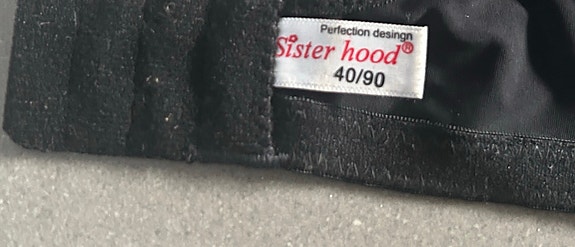 Perfection desingn
Sister hood®
40/90